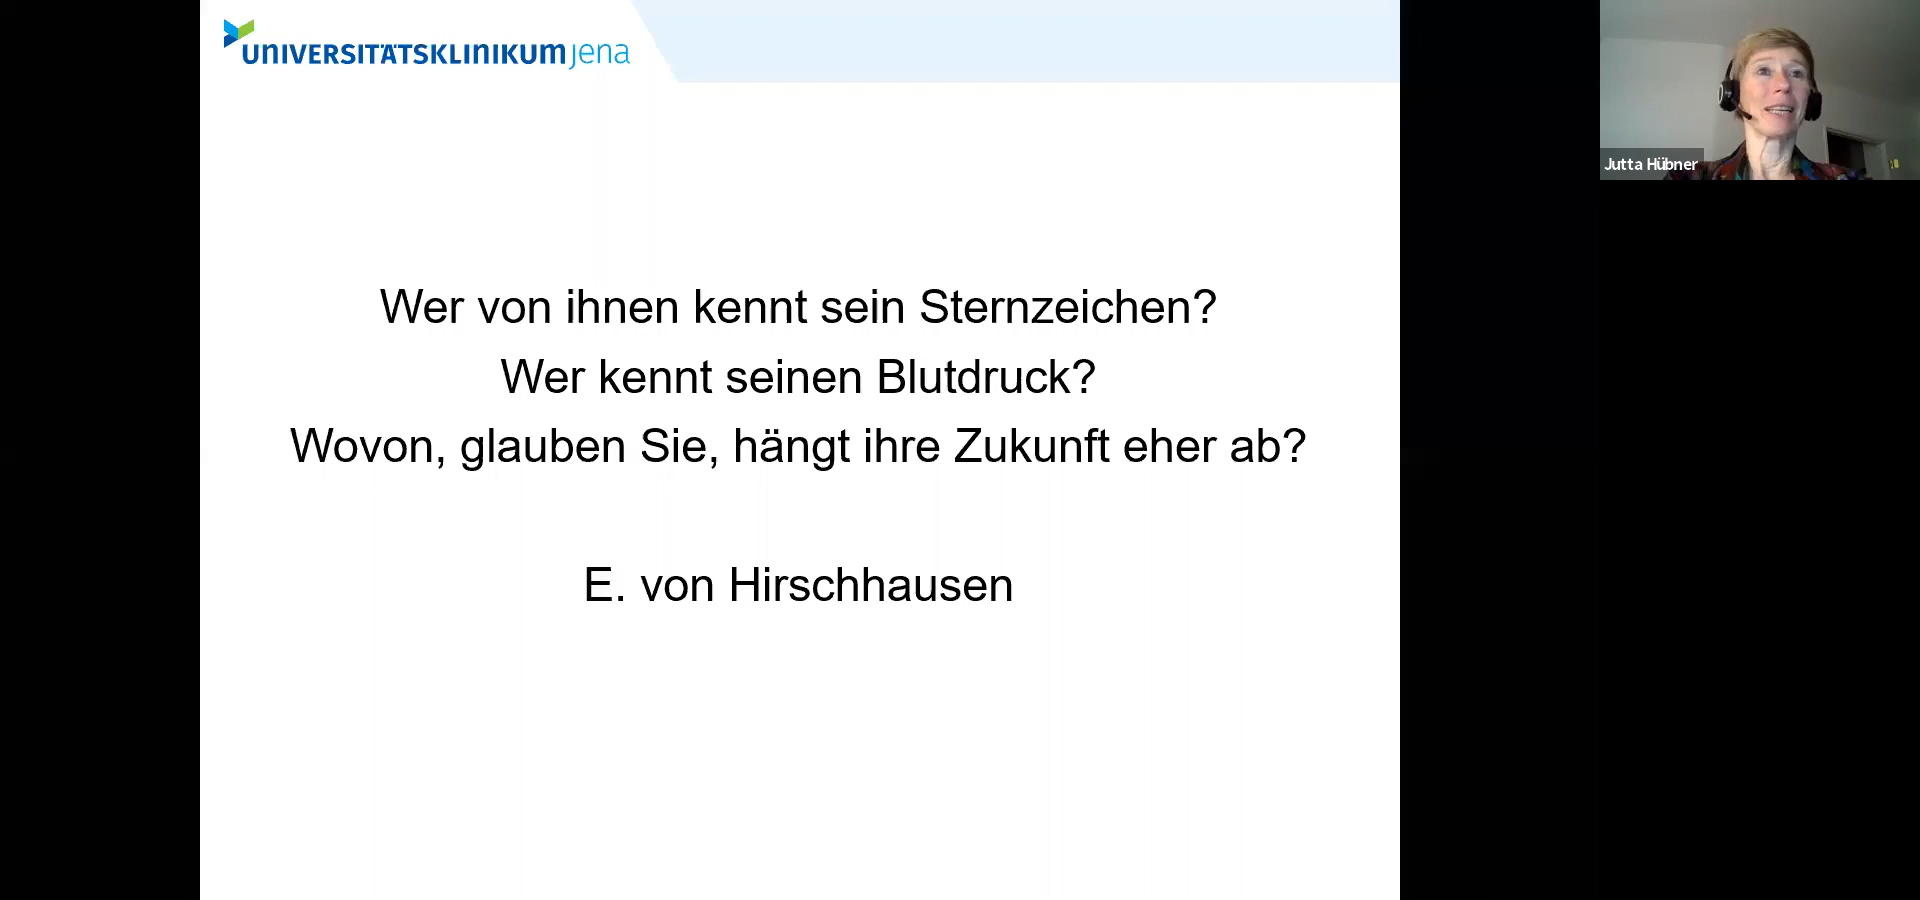 UNIVERSITÄTSKLINIKUM jena
Jutta Hübner
Wer von ihnen kennt sein Sternzeichen?
Wer kennt seinen Blutdruck?
Wovon, glauben Sie, hängt ihre Zukunft eher ab?
E. von Hirschhausen